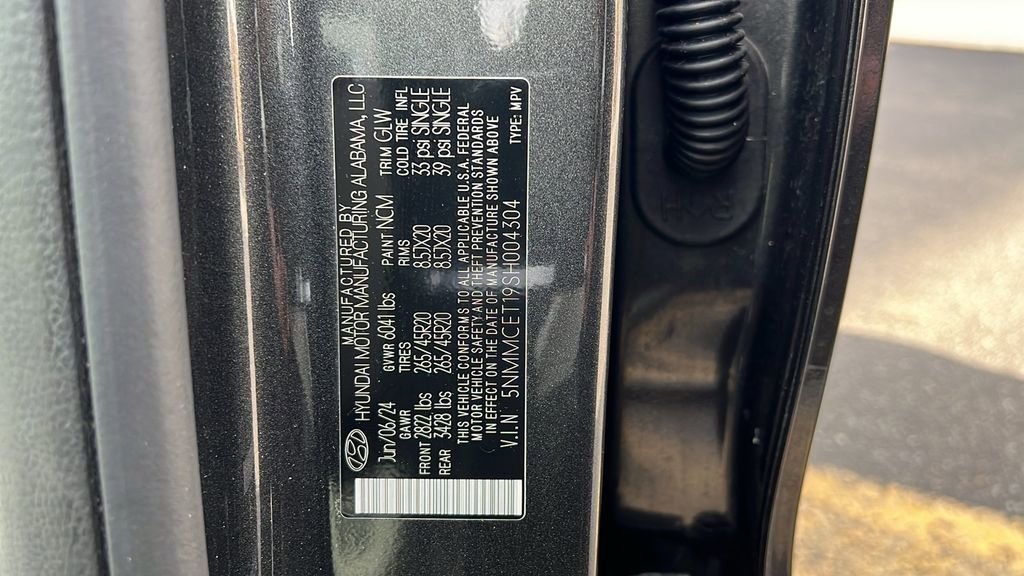 MANUFACTURED BY
HYUNDAI MOTOR MANUFACTURING ALABAMA, LLC
Jun/06/24 GVWR 6041 lbs PAINT NCM TRIM GLW
GAWR TIRES RIMS COLD TIRE INFL
FRONT 2827 lbs 265/45R20 8.5JX20 33 psi SINGLE
REAR 3428 lbs 265/45R20 8.5JX20 39 psi SINGLE
THIS VEHICLE CONFORMS TO ALL APPLICABLE U.S.A. FEDERAL
MOTOR VEHICLE SAFETY AND THEFT PREVENTION STANDARDS
IN EFFECT ON THE DATE OF MANUFACTURE SHOWN ABOVE
V.I.N 5NMMCET19SH004304 TYPE: MPV